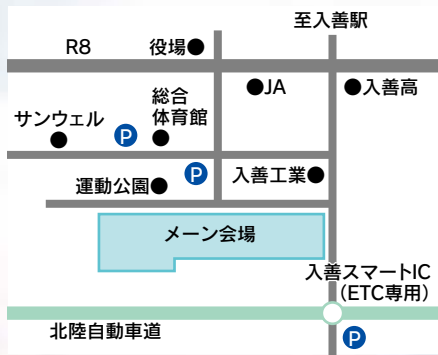 至入善駅
R8
役場
JA
入善高
総合
体育館
サンウェル
P
P
運動公園
入善工業
メーン会場
入善スマートIC
(ETC専用)
北陸自動車道
P